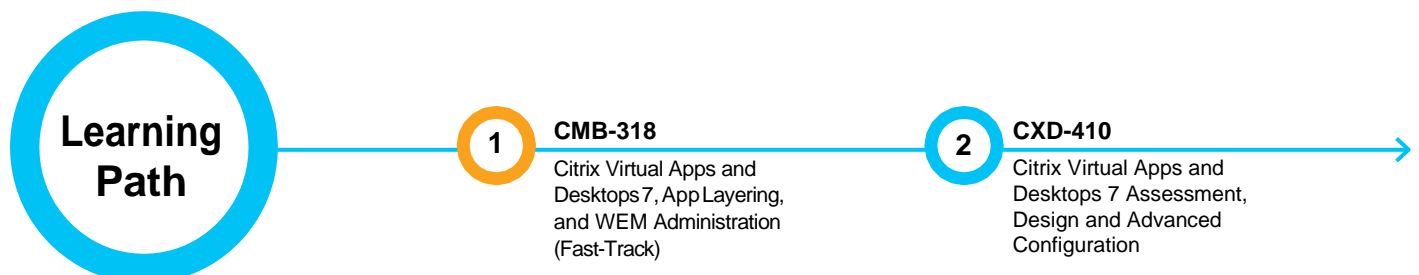 Learning
Path
1
CMB-318
Citrix Virtual Apps and
Desktops 7, App Layering,
and WEM Administration
(Fast-Track)
2
CXD-410
Citrix Virtual Apps and
Desktops 7 Assessment,
Design and Advanced
Configuration